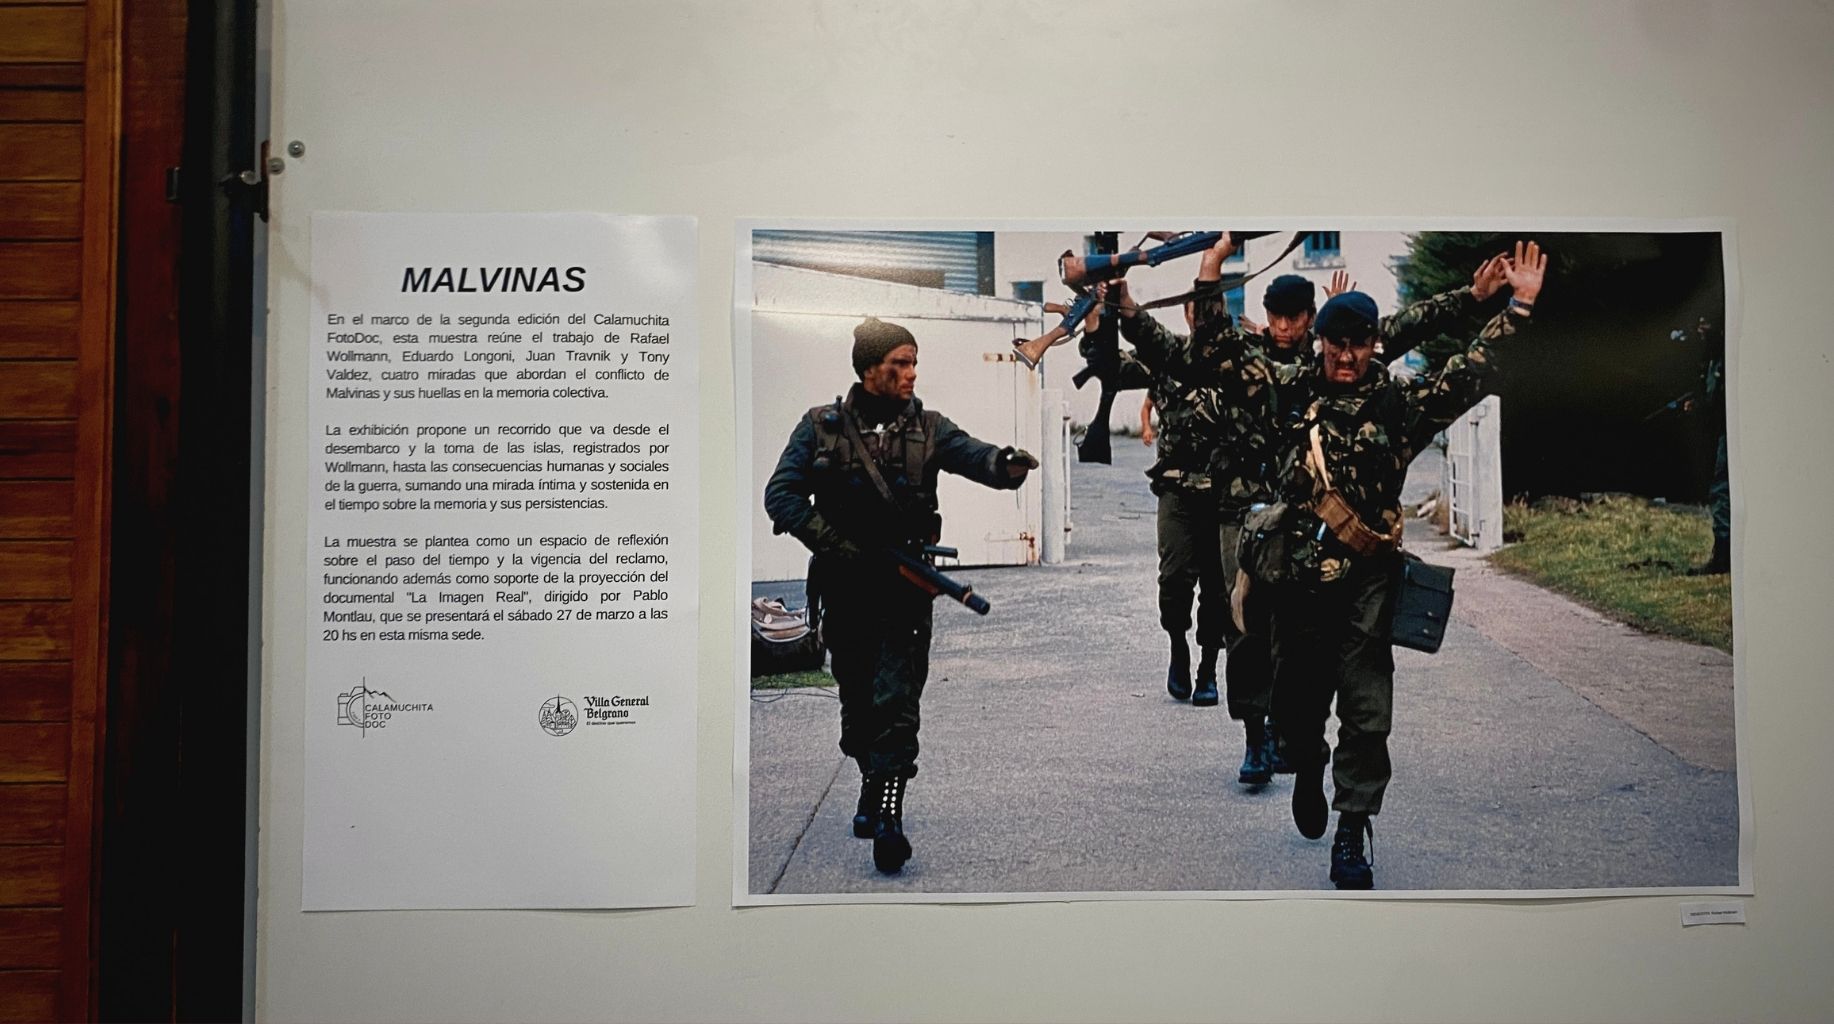 MALVINAS
En el marco de la segunda edición del Calamuchita
FotoDoc, esta muestra reúne el trabajo de Rafael
Wollmann, Eduardo Longoni, Juan Travnik y Tony
Valdez, cuatro miradas que abordan el conflicto de
Malvinas y sus huellas en la memoria colectiva.
La exhibición propone un recorrido que va desde el
desembarco y la toma de las islas, registrados por
Wollmann, hasta las consecuencias humanas y sociales
de la guerra, sumando una mirada íntima y sostenida en
el tiempo sobre la memoria y sus persistencias.
La muestra se plantea como un espacio de reflexión
sobre el paso del tiempo y la vigencia del reclamo,
funcionando además como soporte de la proyección del
documental "La Imagen Real", dirigido por Pablo
Montlau, que se presentará el sábado 27 de marzo a las
20 hs en esta misma sede.
CALAMUCHITA
FOTO
DOC
Villa General
Belgrano
El destino que queremos